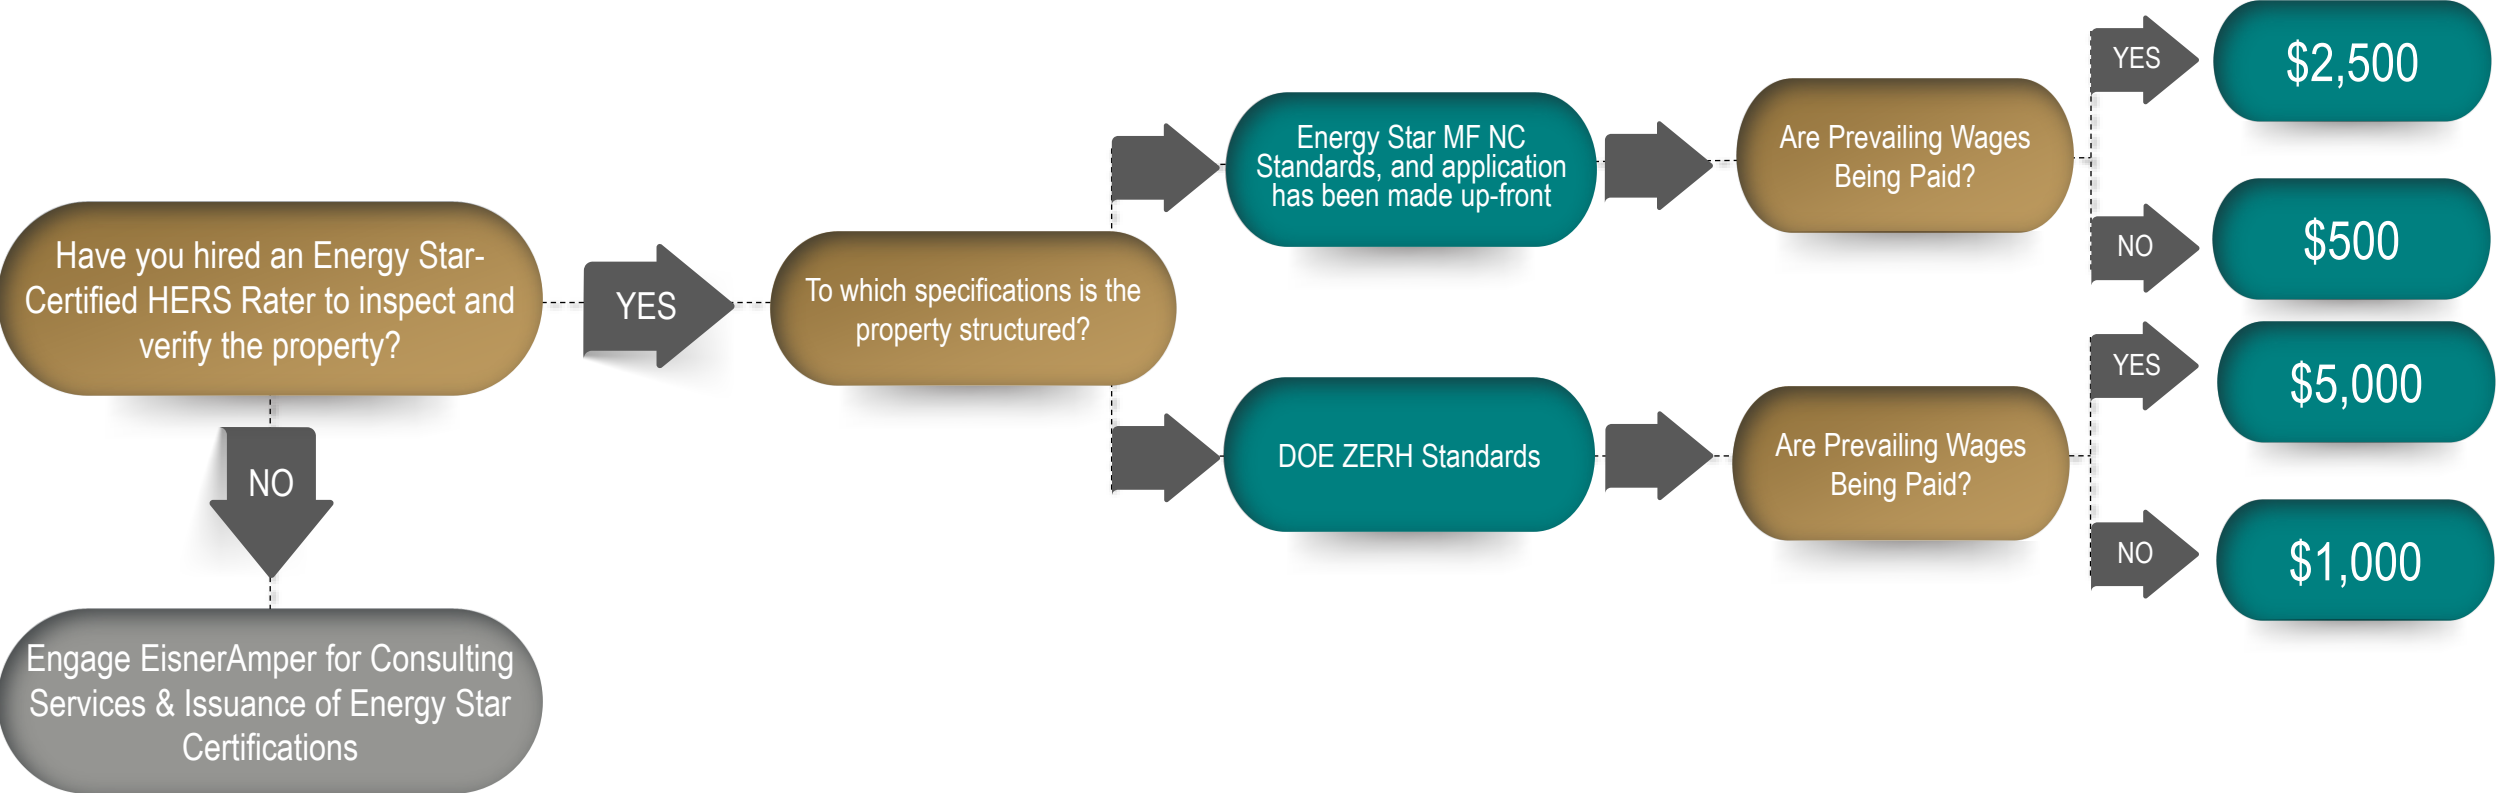 Have you hired an Energy Star-
Certified HERS Rater to inspect and
verify the property?
YES
NO
Engage EisnerAmper for Consulting
Services & Issuance of Energy Star
Certifications
To which specifications is the
property structured?
Energy Star MF NC
Standards, and application
has been made up-front
Are Prevailing Wages
Being Paid?
YES
$2,500
NO
$500
DOE ZERH Standards
Are Prevailing Wages
Being Paid?
YES
$5,000
NO
$1,000